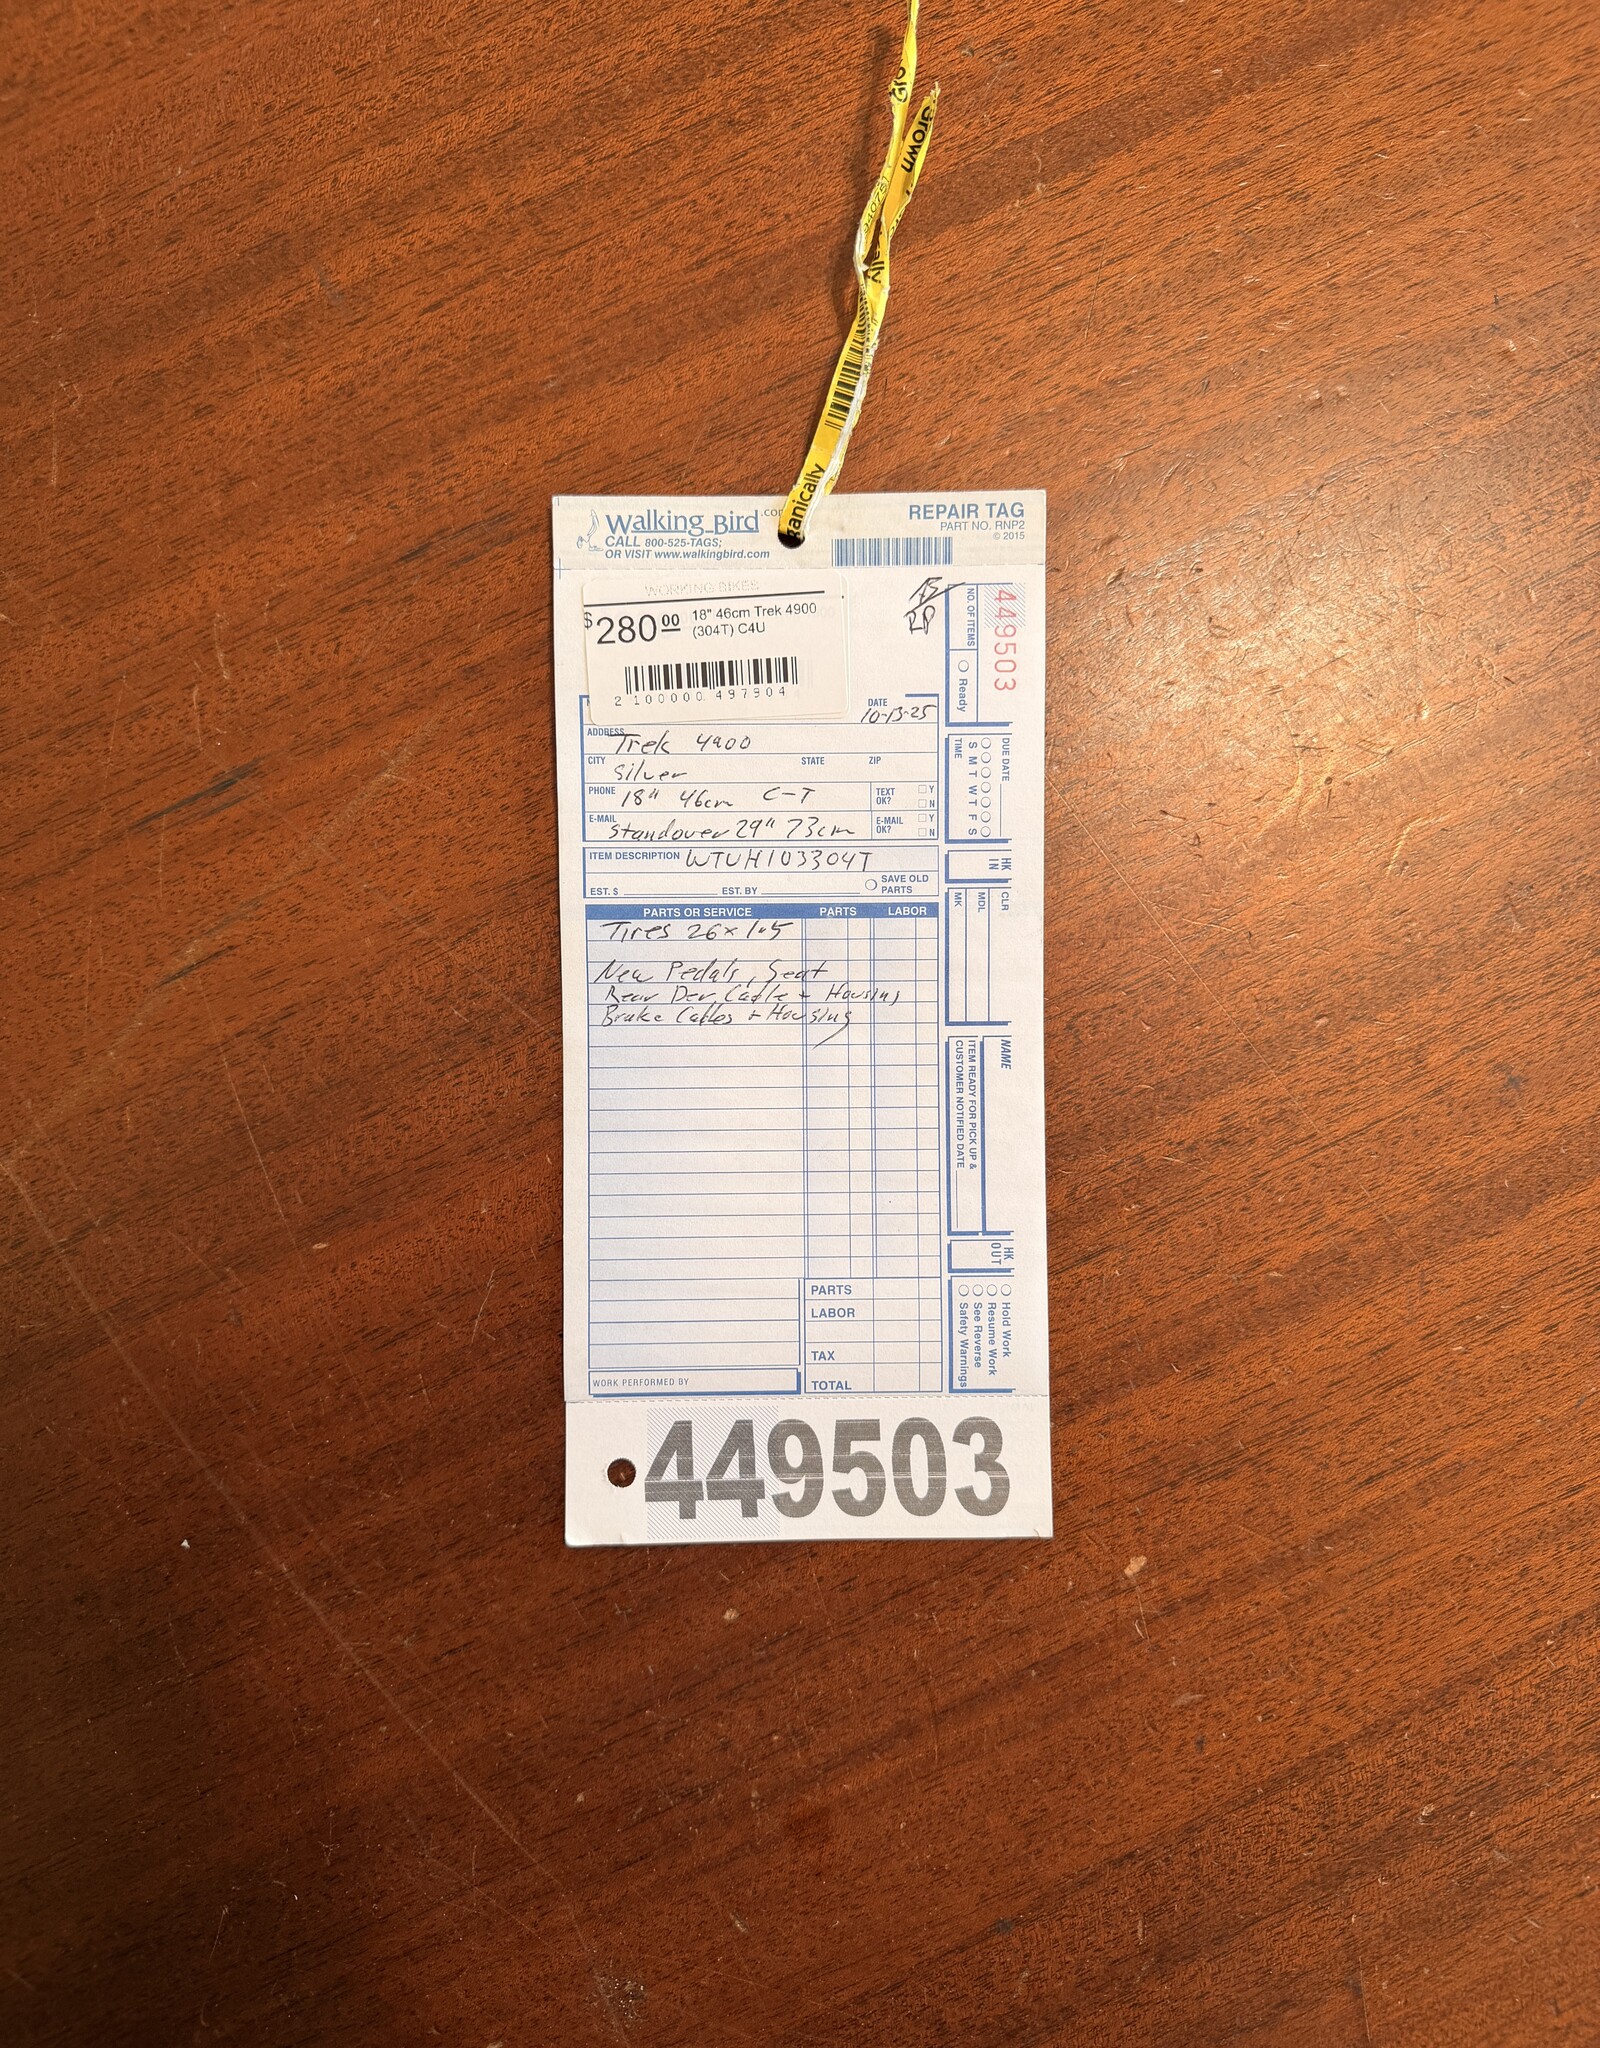 Gro
Grown
94078
anically
Walking Bird .com
CALL 800-525-TAGS;
OR VISIT www.walkingbird.com
REPAIR TAG
PART NO. RNP2
© 2015
WORKING BIKES
$280.00 18" 46cm Trek 4900
(304T) C4U
2 100000 497904
RP
449503
NO. OF ITEMS
Ready
DATE
10-13-25
ADDRESS
Trek 4900
CITY STATE ZIP
Silver
PHONE 18" 46cm C-T
TEXT OK? Y N
E-MAIL Standover 29" 73cm
E-MAIL OK? Y N
ITEM DESCRIPTION WTUH103304T
EST. $ EST. BY SAVE OLD PARTS
PARTS OR SERVICE PARTS LABOR
Tires 26x1.5
New Pedals, Seat
Rear Der. Cable + Housing
Brake Cables + Housing
DUE DATE
S M T W T F S
TIME
HK IN
CLR
MDL
MK
NAME
ITEM READY FOR PICK UP &
CUSTOMER NOTIFIED DATE
HK OUT
Hold Work
Resume Work
See Reverse
Safety Warnings
PARTS
LABOR
TAX
TOTAL
WORK PERFORMED BY
449503